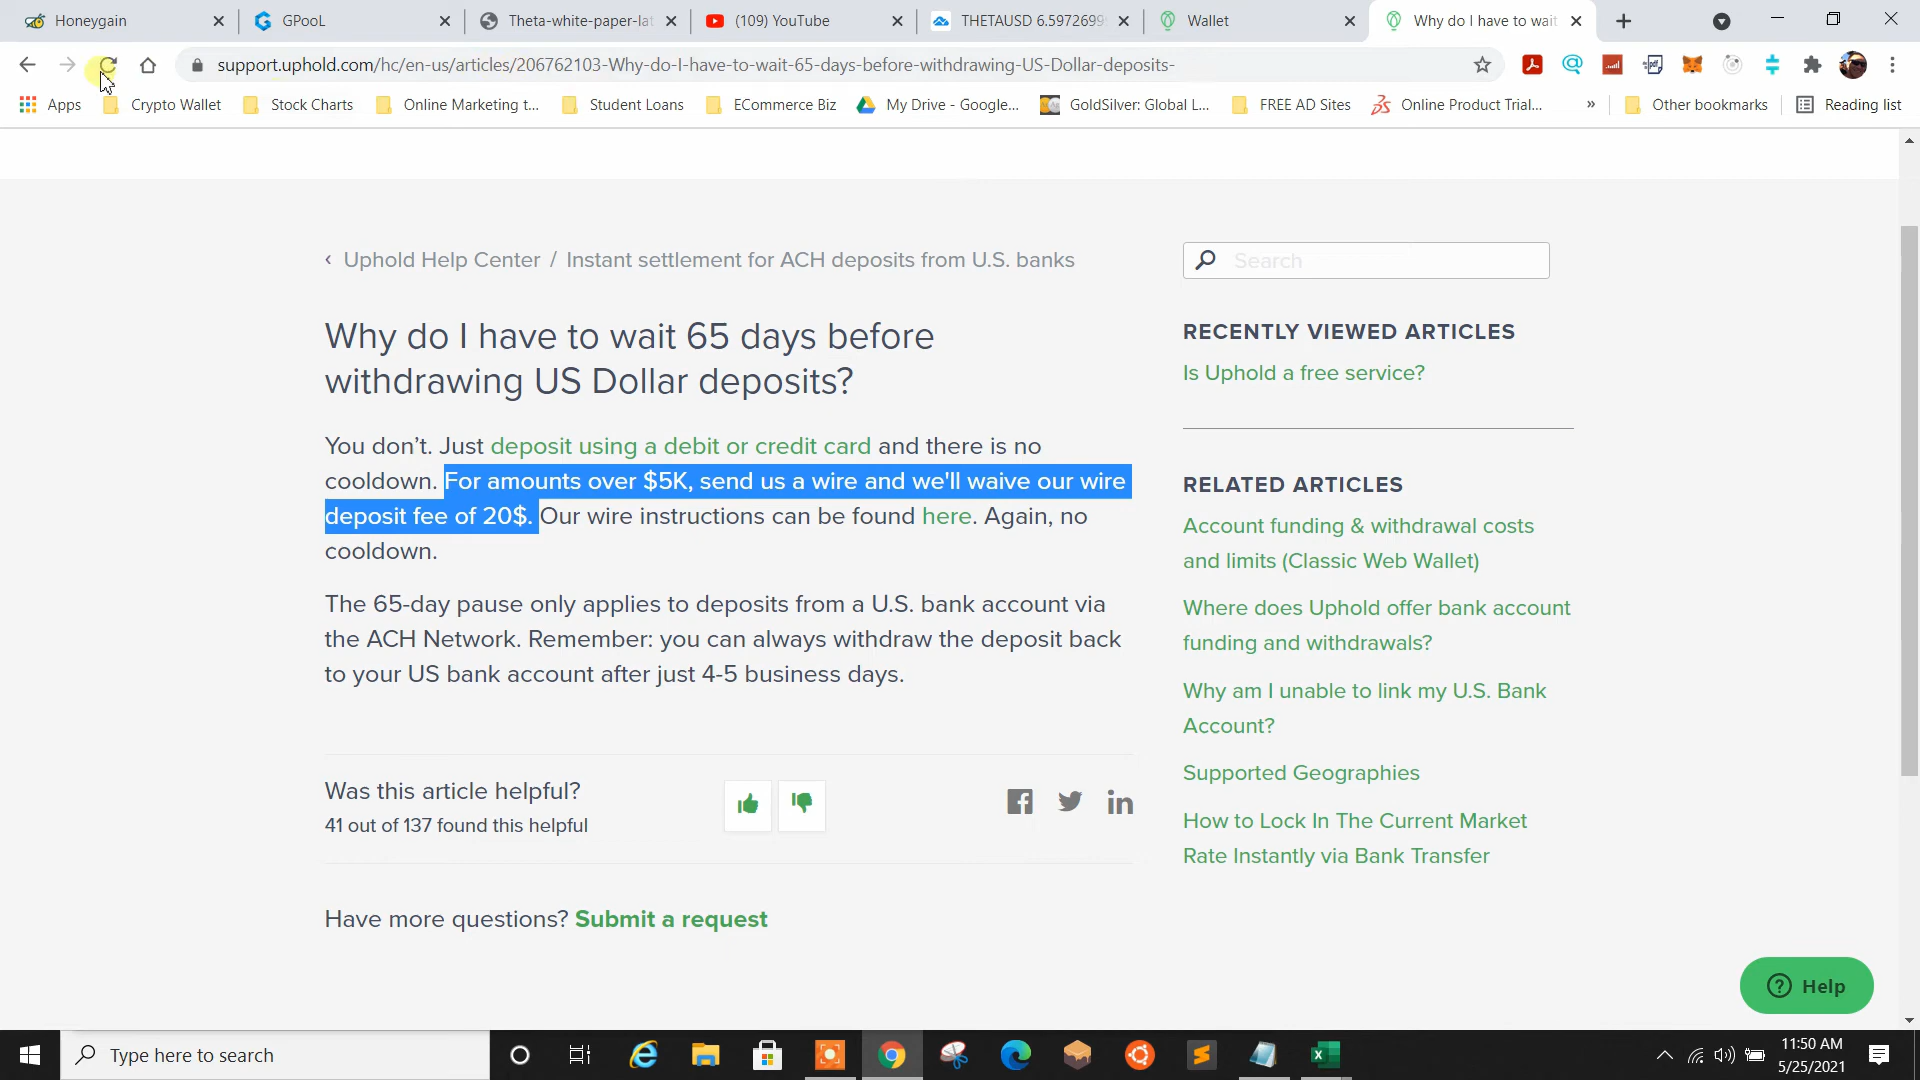 Honeygain
GPooL
Theta-white-paper-lat
(109) YouTube
THETAUSD 6.5972699
Wallet
Why do I have to wait
support.uphold.com/hc/en-us/articles/206762103-Why-do-I-have-to-wait-65-days-before-withdrawing-US-Dollar-deposits-
Apps
Crypto Wallet
Stock Charts
Online Marketing t...
Student Loans
ECommerce Biz
My Drive - Google...
GoldSilver: Global L...
FREE AD Sites
Online Product Trial...
»
Other bookmarks
Reading list
‹ Uphold Help Center / Instant settlement for ACH deposits from U.S. banks
Why do I have to wait 65 days before
withdrawing US Dollar deposits?
You don’t. Just deposit using a debit or credit card and there is no
cooldown. For amounts over $5K, send us a wire and we'll waive our wire
deposit fee of 20$. Our wire instructions can be found here. Again, no
cooldown.
The 65-day pause only applies to deposits from a U.S. bank account via
the ACH Network. Remember: you can always withdraw the deposit back
to your US bank account after just 4-5 business days.
Was this article helpful?
41 out of 137 found this helpful
Have more questions? Submit a request
Search
RECENTLY VIEWED ARTICLES
Is Uphold a free service?
RELATED ARTICLES
Account funding & withdrawal costs
and limits (Classic Web Wallet)
Where does Uphold offer bank account
funding and withdrawals?
Why am I unable to link my U.S. Bank
Account?
Supported Geographies
How to Lock In The Current Market
Rate Instantly via Bank Transfer
Help
Type here to search
11:50 AM
5/25/2021